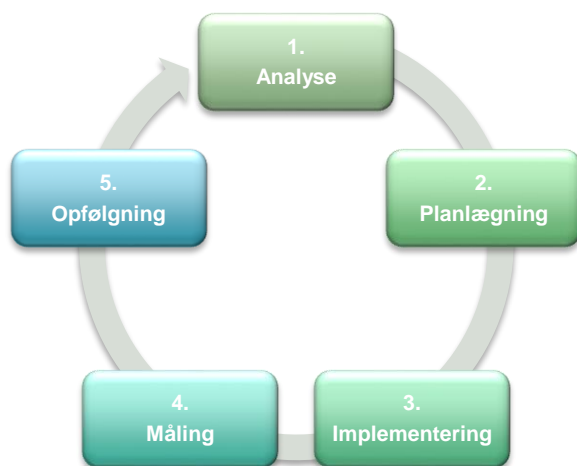 1.
Analyse
2.
Planlægning
3.
Implementering
4.
Måling
5.
Opfølgning